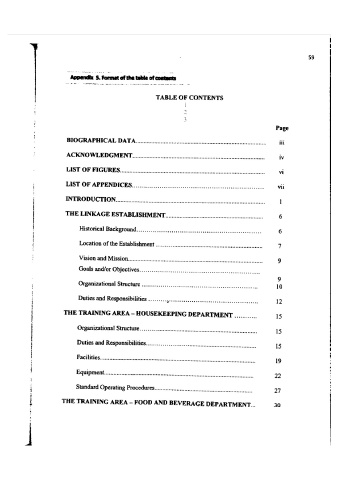 59
Appendix 5. Format of the table of contents
TABLE OF CONTENTS
1
2
3
Page
BIOGRAPHICAL DATA.......... iii
ACKNOWLEDGMENT.......... iv
LIST OF FIGURES.......... vi
LIST OF APPENDICES.......... vii
INTRODUCTION.......... 1
THE LINKAGE ESTABLISHMENT.......... 6
Historical Background.......... 6
Location of the Establishment .......... 7
Vision and Mission.......... 9
Goals and/or Objectives.......... 9
Organizational Structure .......... 10
Duties and Responsibilities .......... 12
THE TRAINING AREA – HOUSEKEEPING DEPARTMENT .......... 15
Organizational Structure.......... 15
Duties and Responsibilities.......... 15
Facilities.......... 19
Equipment.......... 22
Standard Operating Procedures.......... 27
THE TRAINING AREA – FOOD AND BEVERAGE DEPARTMENT.. 30